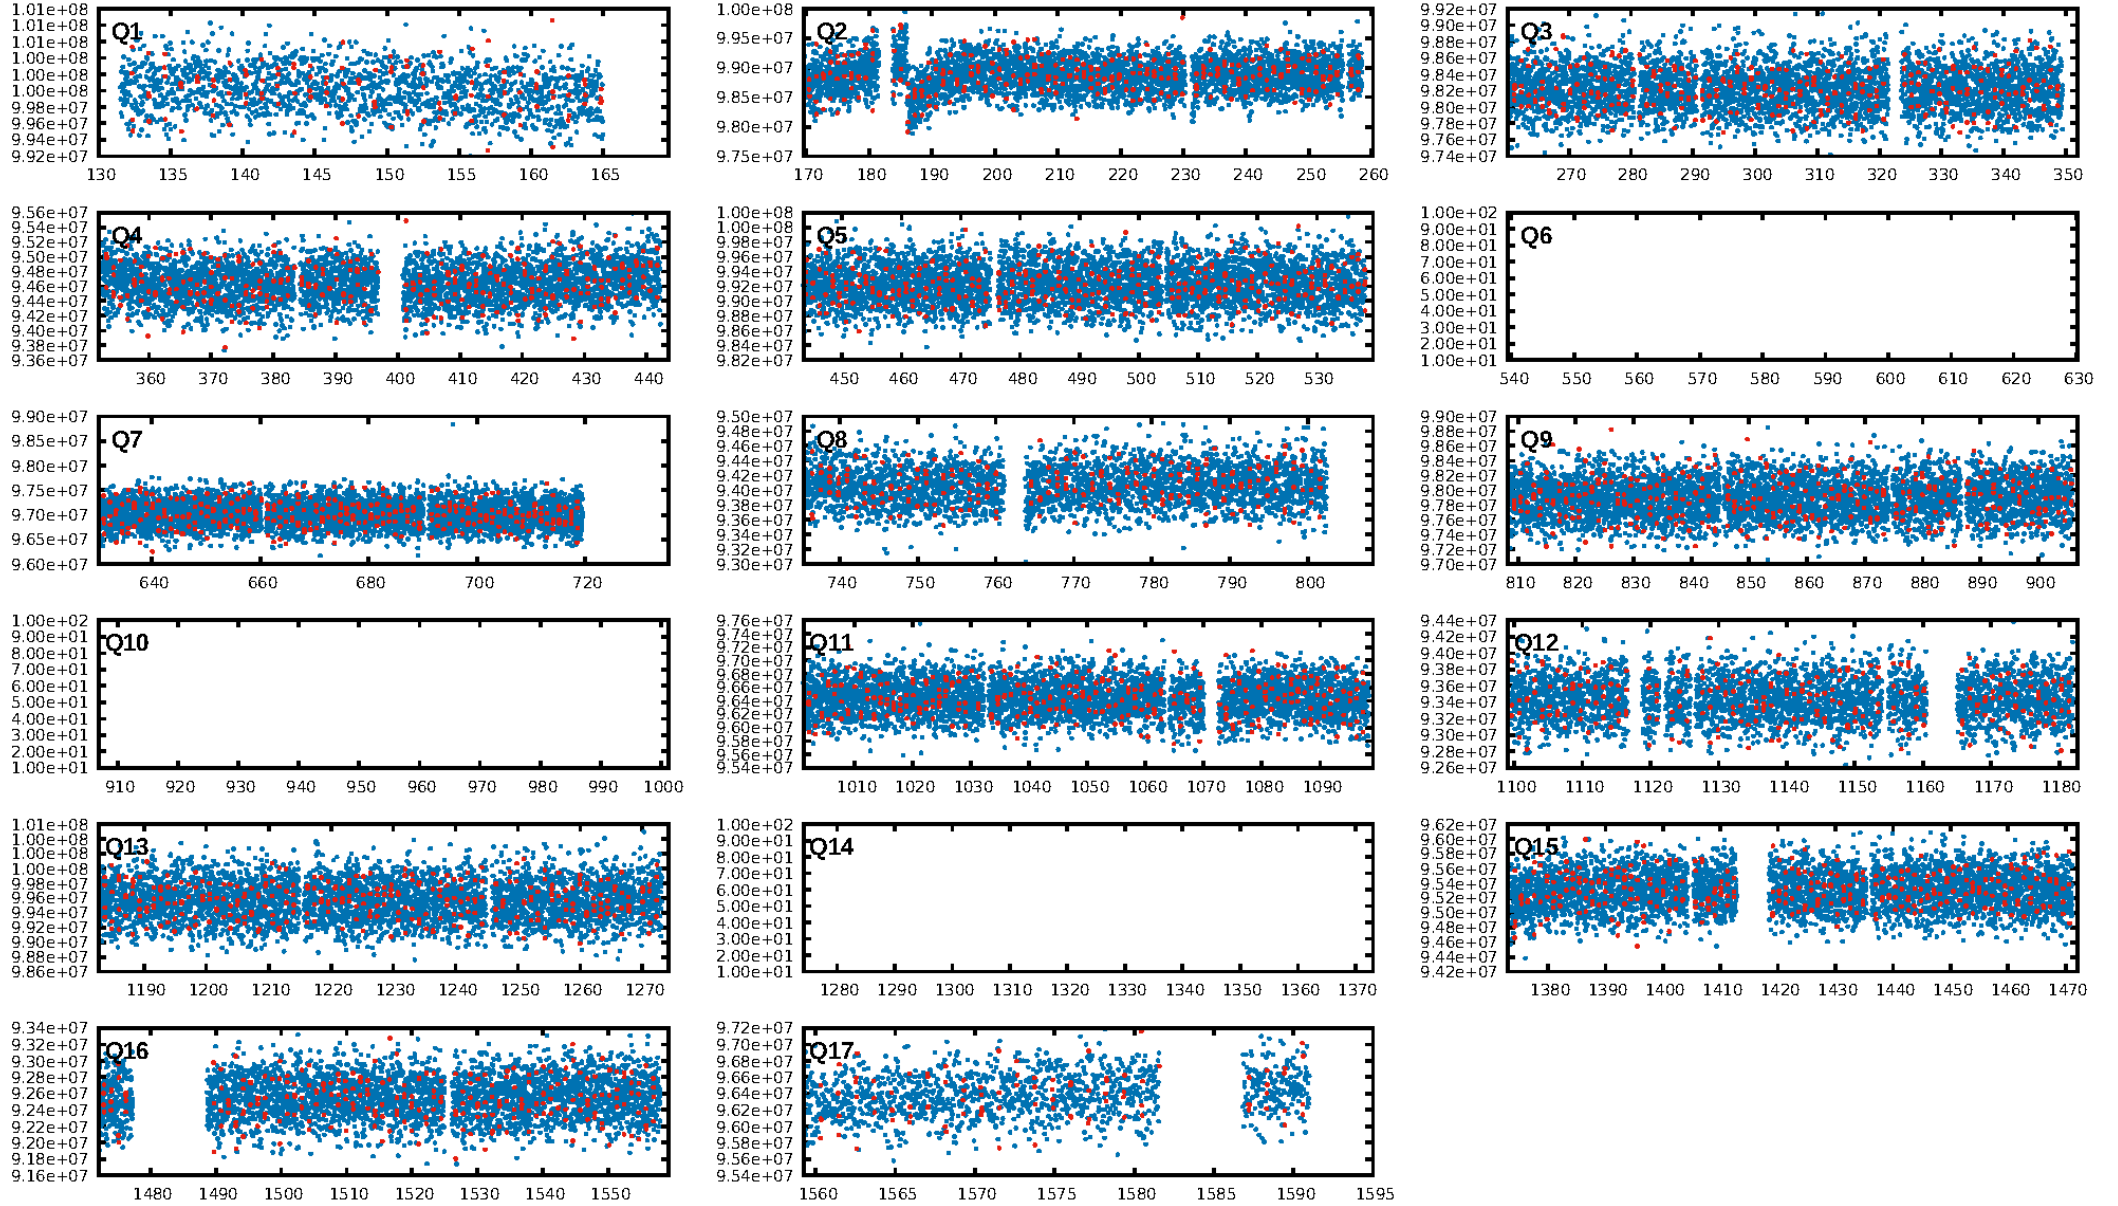 1.01e+08
1.01e+08
1.01e+08
1.00e+08
1.00e+08
1.00e+08
9.98e+07
9.96e+07
9.94e+07
9.92e+07
Q1
130 135 140 145 150 155 160 165
1.00e+08
9.95e+07
9.90e+07
9.85e+07
9.80e+07
9.75e+07
Q2
170 180 190 200 210 220 230 240 250 260
9.92e+07
9.90e+07
9.88e+07
9.86e+07
9.84e+07
9.82e+07
9.80e+07
9.78e+07
9.76e+07
9.74e+07
Q3
270 280 290 300 310 320 330 340 350
9.56e+07
9.54e+07
9.52e+07
9.50e+07
9.48e+07
9.46e+07
9.44e+07
9.42e+07
9.40e+07
9.38e+07
9.36e+07
Q4
360 370 380 390 400 410 420 430 440
1.00e+08
1.00e+08
9.98e+07
9.96e+07
9.94e+07
9.92e+07
9.90e+07
9.88e+07
9.86e+07
9.84e+07
9.82e+07
Q5
450 460 470 480 490 500 510 520 530
1.00e+02
9.00e+01
8.00e+01
7.00e+01
6.00e+01
5.00e+01
4.00e+01
3.00e+01
2.00e+01
1.00e+01
Q6
540 550 560 570 580 590 600 610 620 630
9.90e+07
9.85e+07
9.80e+07
9.75e+07
9.70e+07
9.65e+07
9.60e+07
Q7
640 660 680 700 720
9.50e+07
9.48e+07
9.46e+07
9.44e+07
9.42e+07
9.40e+07
9.38e+07
9.36e+07
9.34e+07
9.32e+07
9.30e+07
Q8
740 750 760 770 780 790 800
9.90e+07
9.88e+07
9.86e+07
9.84e+07
9.82e+07
9.80e+07
9.78e+07
9.76e+07
9.74e+07
9.72e+07
9.70e+07
Q9
810 820 830 840 850 860 870 880 890 900
1.00e+02
9.00e+01
8.00e+01
7.00e+01
6.00e+01
5.00e+01
4.00e+01
3.00e+01
2.00e+01
1.00e+01
Q10
910 920 930 940 950 960 970 980 990 1000
9.76e+07
9.74e+07
9.72e+07
9.70e+07
9.68e+07
9.66e+07
9.64e+07
9.62e+07
9.60e+07
9.58e+07
9.56e+07
9.54e+07
Q11
1010 1020 1030 1040 1050 1060 1070 1080 1090
9.44e+07
9.42e+07
9.40e+07
9.38e+07
9.36e+07
9.34e+07
9.32e+07
9.30e+07
9.28e+07
9.26e+07
Q12
1100 1110 1120 1130 1140 1150 1160 1170 1180
1.01e+08
1.00e+08
1.00e+08
1.00e+08
9.98e+07
9.96e+07
9.94e+07
9.92e+07
9.90e+07
9.88e+07
9.86e+07
Q13
1190 1200 1210 1220 1230 1240 1250 1260 1270
1.00e+02
9.00e+01
8.00e+01
7.00e+01
6.00e+01
5.00e+01
4.00e+01
3.00e+01
2.00e+01
1.00e+01
Q14
1280 1290 1300 1310 1320 1330 1340 1350 1360 1370
9.62e+07
9.60e+07
9.58e+07
9.56e+07
9.54e+07
9.52e+07
9.50e+07
9.48e+07
9.46e+07
9.44e+07
9.42e+07
Q15
1380 1390 1400 1410 1420 1430 1440 1450 1460 1470
9.34e+07
9.32e+07
9.30e+07
9.28e+07
9.26e+07
9.24e+07
9.22e+07
9.20e+07
9.18e+07
9.16e+07
Q16
1480 1490 1500 1510 1520 1530 1540 1550
9.72e+07
9.70e+07
9.68e+07
9.66e+07
9.64e+07
9.62e+07
9.60e+07
9.58e+07
9.56e+07
9.54e+07
Q17
1560 1565 1570 1575 1580 1585 1590 1595